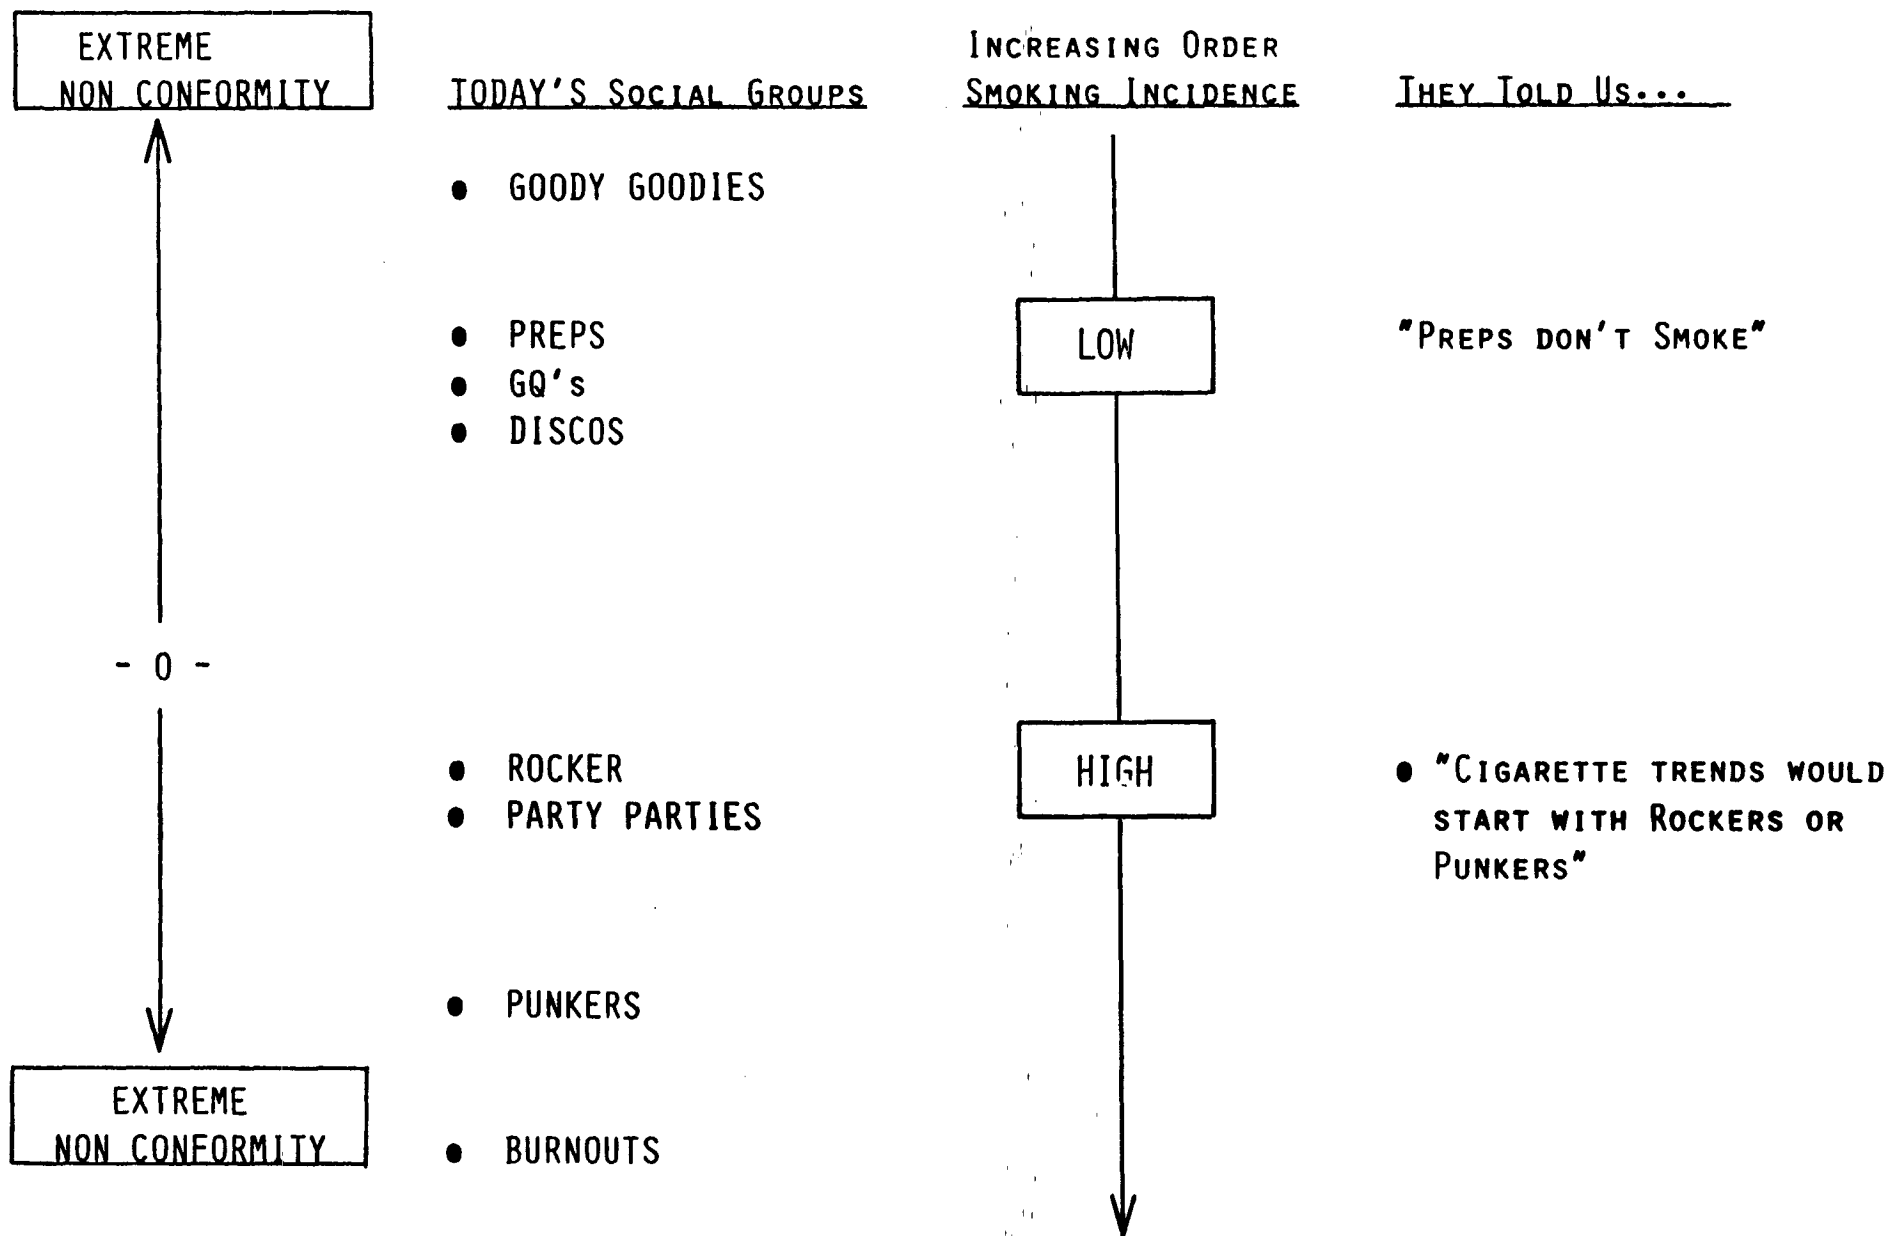 EXTREME
NON CONFORMITY
TODAY'S SOCIAL GROUPS
INCREASING ORDER
SMOKING INCIDENCE
THEY TOLD US...
● GOODY GOODIES
● PREPS
● GQ's
● DISCOS
LOW
"PREPS DON'T SMOKE"
- 0 -
● ROCKER
● PARTY PARTIES
HIGH
● "CIGARETTE TRENDS WOULD
START WITH ROCKERS OR
PUNKERS"
● PUNKERS
EXTREME
NON CONFORMITY
● BURNOUTS